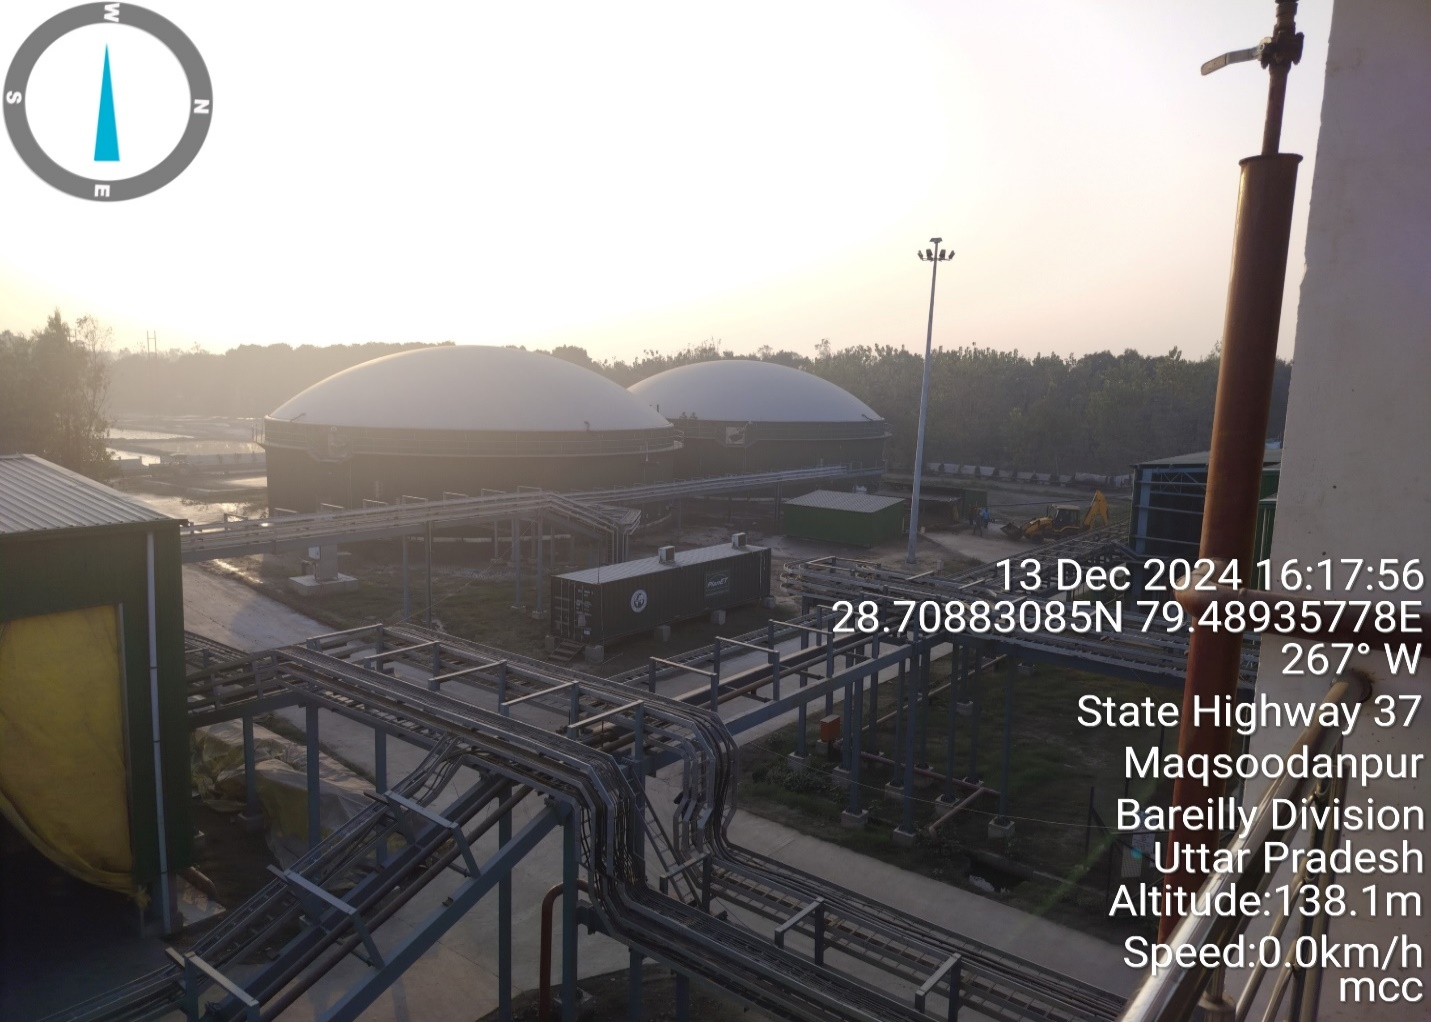 W
S
N
E
13 Dec 2024 16:17:56
28.70883085N 79.48935778E
267° W
State Highway 37
Maqsoodanpur
Bareilly Division
Uttar Pradesh
Altitude:138.1m
Speed:0.0km/h
mcc